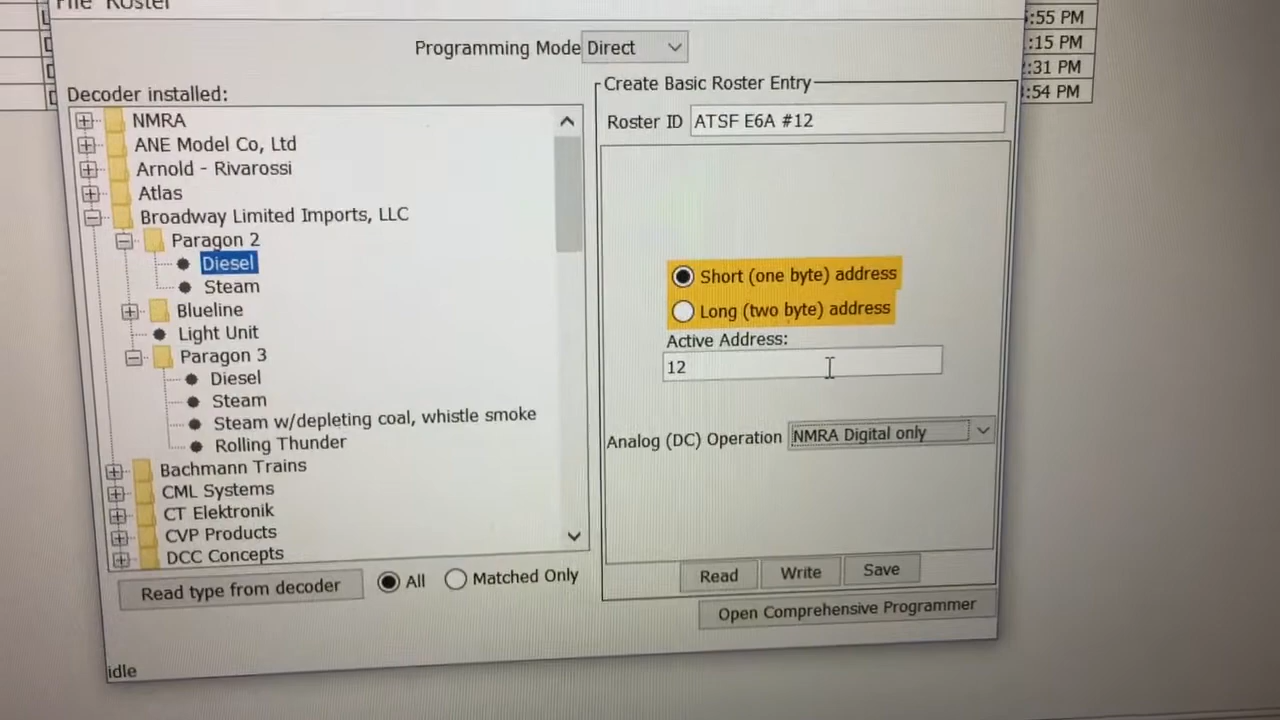 File Roster
:55 PM
:15 PM
:31 PM
:54 PM
Programming Mode Direct
Decoder installed:
NMRA
ANE Model Co, Ltd
Arnold - Rivarossi
Atlas
Broadway Limited Imports, LLC
Paragon 2
Diesel
Steam
Blueline
Light Unit
Paragon 3
Diesel
Steam
Steam w/depleting coal, whistle smoke
Rolling Thunder
Bachmann Trains
CML Systems
CT Elektronik
CVP Products
DCC Concepts
Read type from decoder
All
Matched Only
idle
Create Basic Roster Entry
Roster ID ATSF E6A #12
Short (one byte) address
Long (two byte) address
Active Address:
12
Analog (DC) Operation NMRA Digital only
Read Write Save
Open Comprehensive Programmer